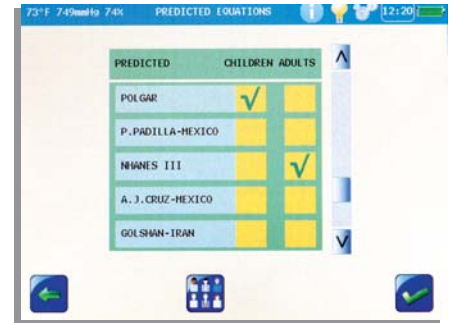 73°F 749mmHg 74% PREDICTED EQUATIONS 12:20
PREDICTED CHILDREN ADULTS
POLGAR
P.PADILLA-MEXICO
NHANES III
A.J.CRUZ-MEXICO
GOLSHAN-IRAN